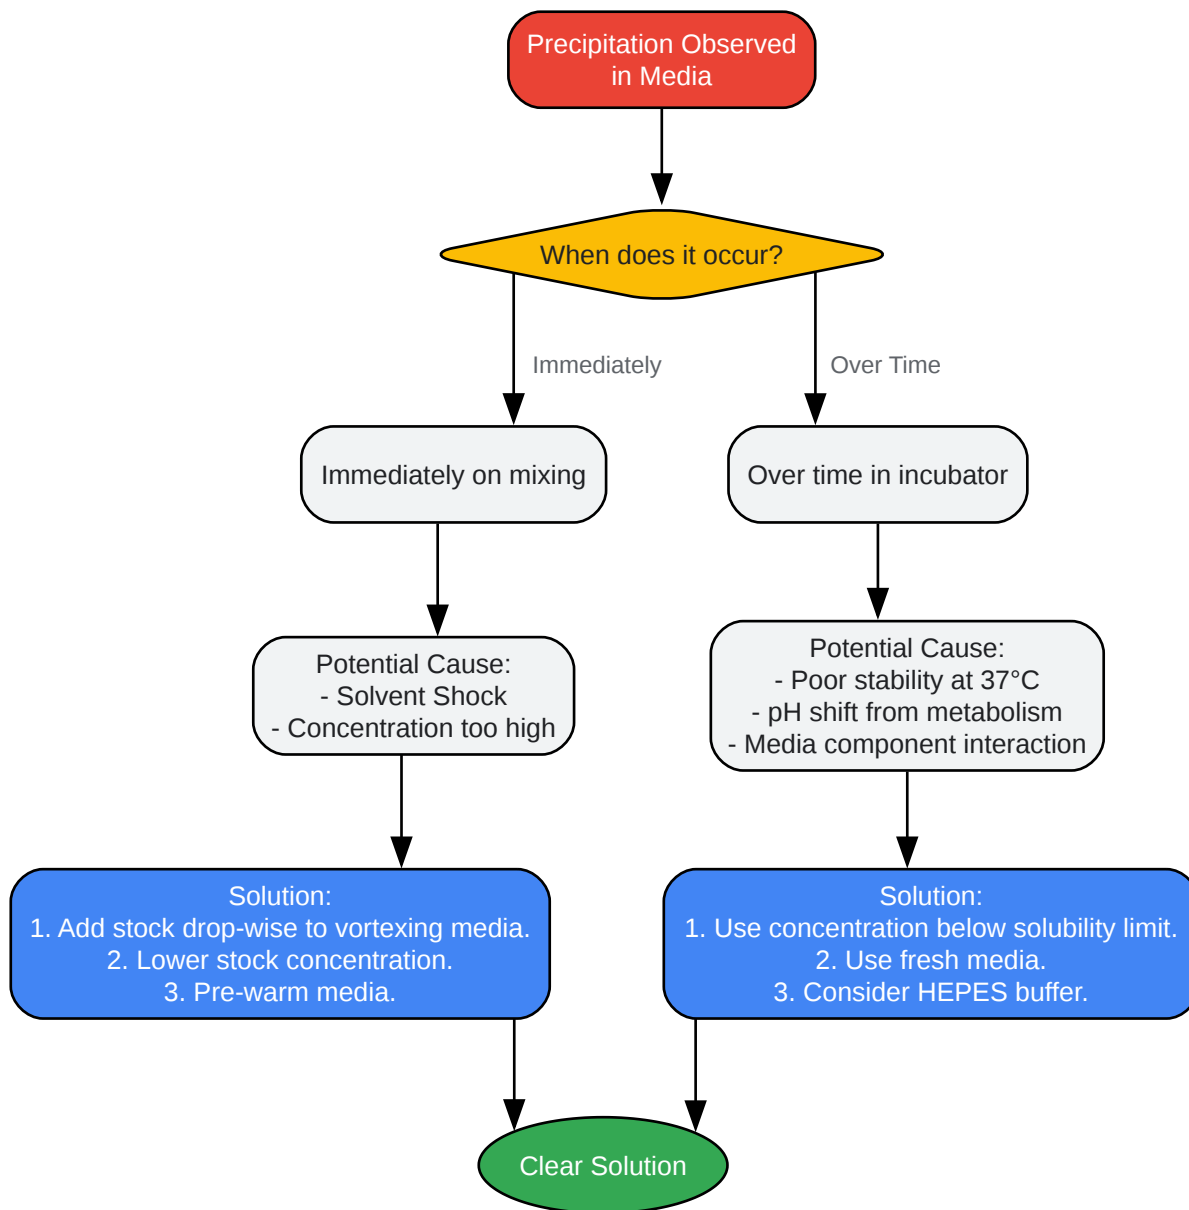 Precipitation Observed
in Media
When does it occur?
Immediately
Over Time
Immediately on mixing
Over time in incubator
Potential Cause:
- Solvent Shock
- Concentration too high
Potential Cause:
- Poor stability at 37°C
- pH shift from metabolism
- Media component interaction
Solution:
1. Add stock drop-wise to vortexing media.
2. Lower stock concentration.
3. Pre-warm media.
Solution:
1. Use concentration below solubility limit.
2. Use fresh media.
3. Consider HEPES buffer.
Clear Solution